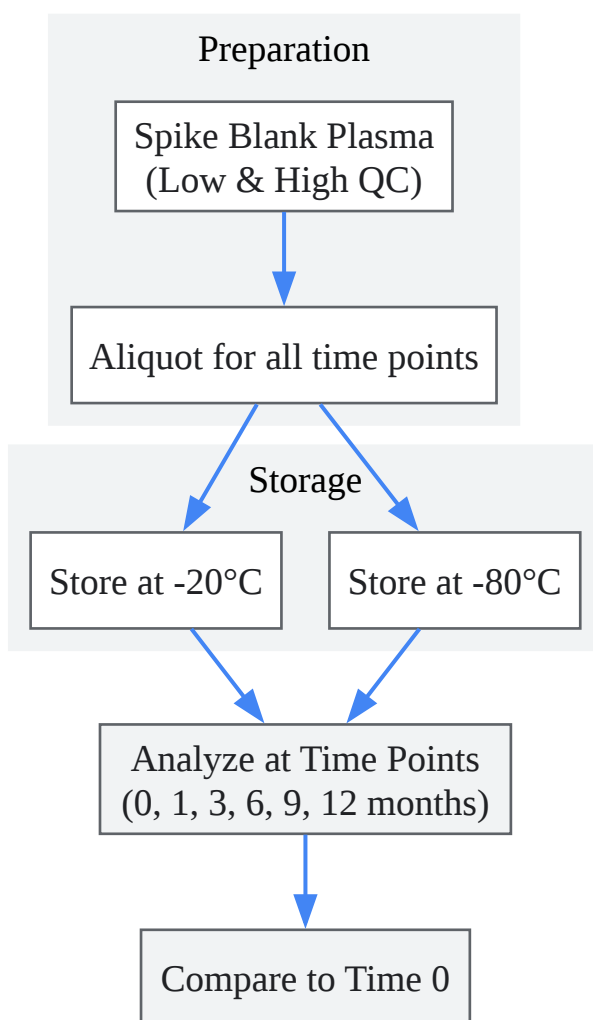 Preparation
Spike Blank Plasma
(Low & High QC)
Aliquot for all time points
Storage
Store at -20°C
Store at -80°C
Analyze at Time Points
(0, 1, 3, 6, 9, 12 months)
Compare to Time 0